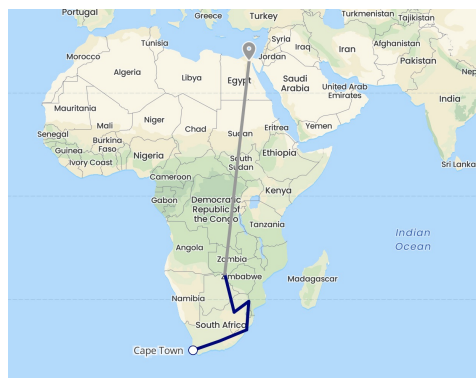 Portugal
Greece
Turkey
Turkmenistan
Tajikistan
Tunisia
Syria
Iraq
Iran
Afghanistan
Morocco
Jordan
Pakistan
Algeria
Libya
Egypt
Nep
Saudi
Arabia
United Arab
Emirates
India
Mauritania
Niger
Mali
Chad
Sudan
Eritrea
Yemen
Senegal
Burkina
Faso
Guinea
Ivory Coast
Nigeria
South
Sudan
Ethiopia
Sri Lanka
Cameroon
Gabon
Democratic
Republic of
the Congo
Kenya
Tanzania
Indian
Ocean
Angola
Zambia
Zimbabwe
Madagascar
Namibia
South Africa
Cape Town